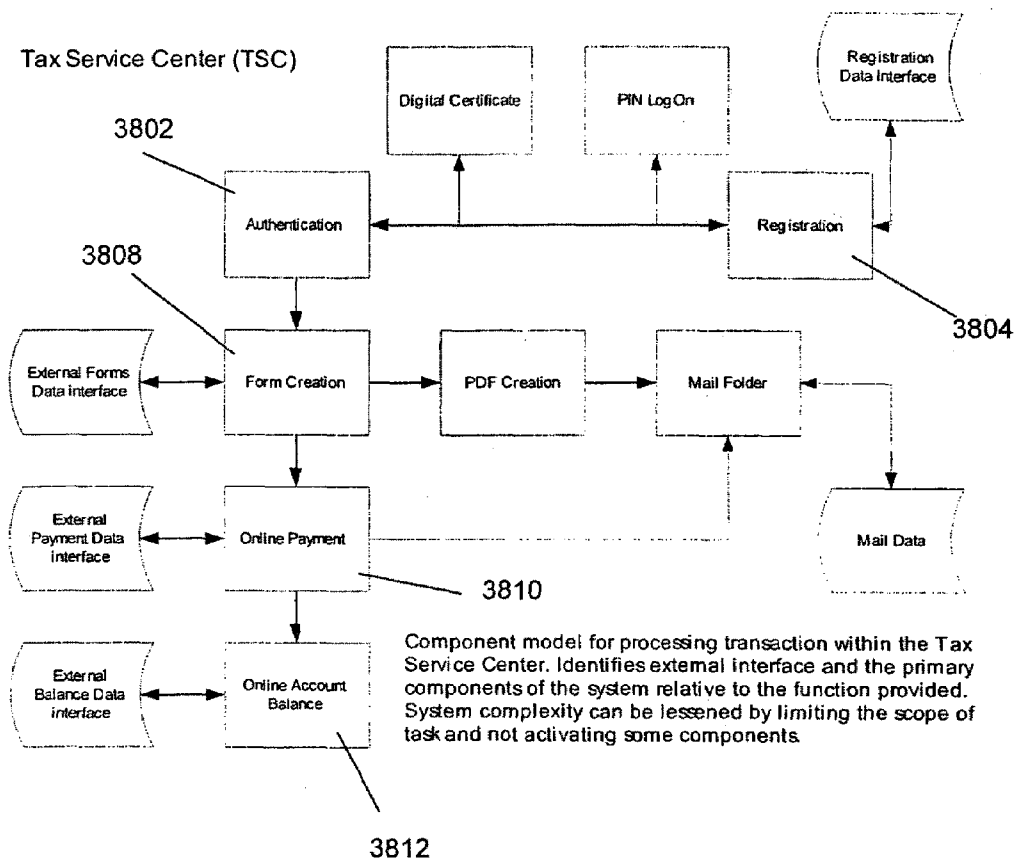 Tax Service Center (TSC)
Registration
Data Interface
Digital Certificate
PIN Log On
3802
Authentication
Registration
3808
3804
External Forms
Data interface
Form Creation
PDF Creation
Mail Folder
External
Payment Data
interface
Online Payment
Mail Data
3810
External
Balance Data
interface
Online Account
Balance
Component model for processing transaction within the Tax
Service Center. Identifies external interface and the primary
components of the system relative to the function provided.
System complexity can be lessened by limiting the scope of
task and not activating some components.
3812